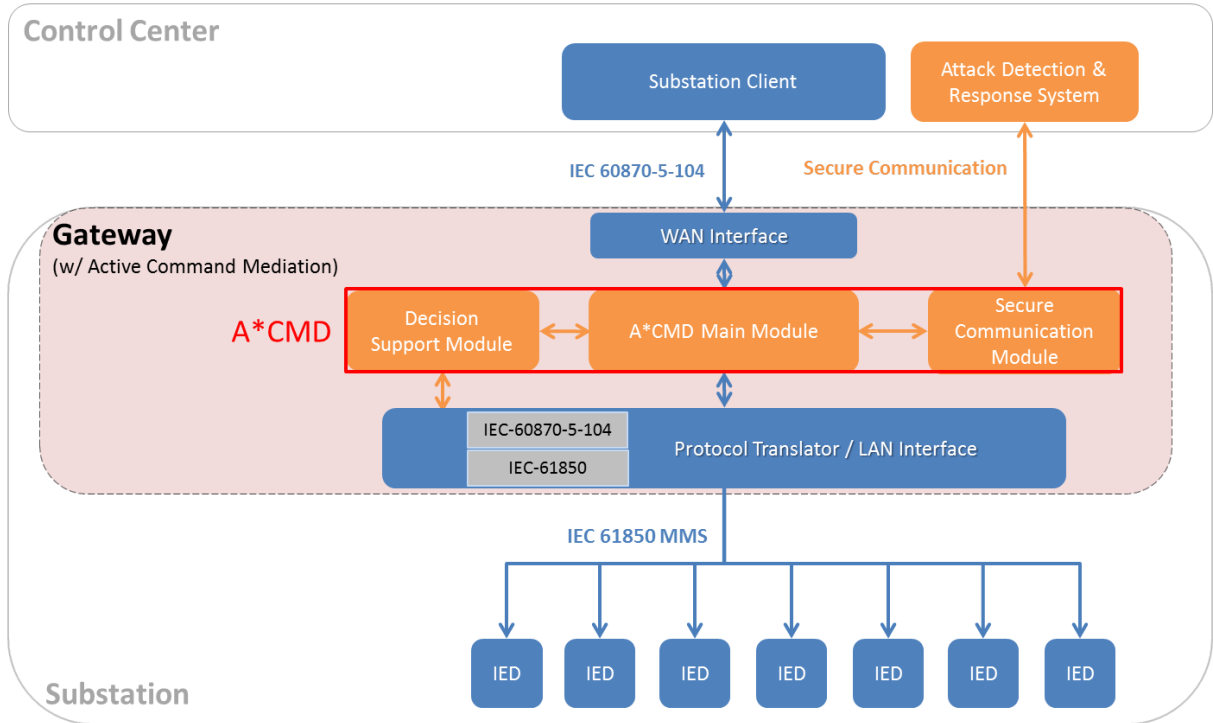 Control Center
Substation Client
Attack Detection &
Response System
IEC 60870-5-104
Secure Communication
Gateway
(w/ Active Command Mediation)
WAN Interface
A*CMD
Decision
Support Module
A*CMD Main Module
Secure
Communication
Module
IEC-60870-5-104
IEC-61850
Protocol Translator / LAN Interface
IEC 61850 MMS
IED
IED
IED
IED
IED
IED
IED
Substation